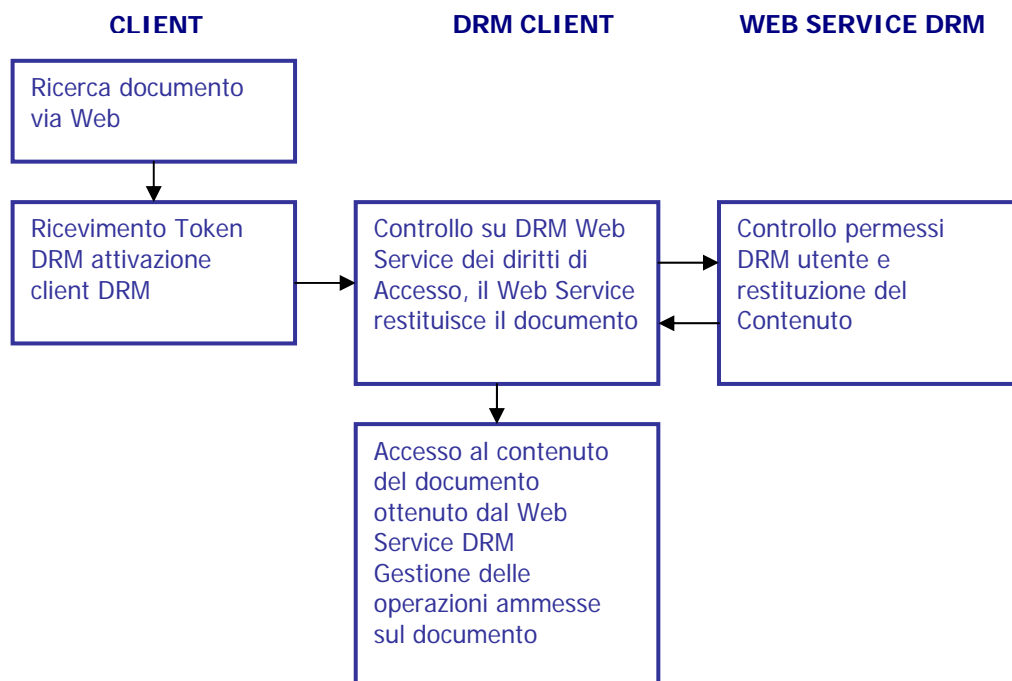 CLIENT
DRM CLIENT
WEB SERVICE DRM
Ricerca documento
via Web
Ricevimento Token
DRM attivazione
client DRM
Controllo su DRM Web
Service dei diritti di
Accesso, il Web Service
restituisce il documento
Controllo permessi
DRM utente e
restituzione del
Contenuto
Accesso al contenuto
del documento
ottenuto dal Web
Service DRM
Gestione delle
operazioni ammesse
sul documento